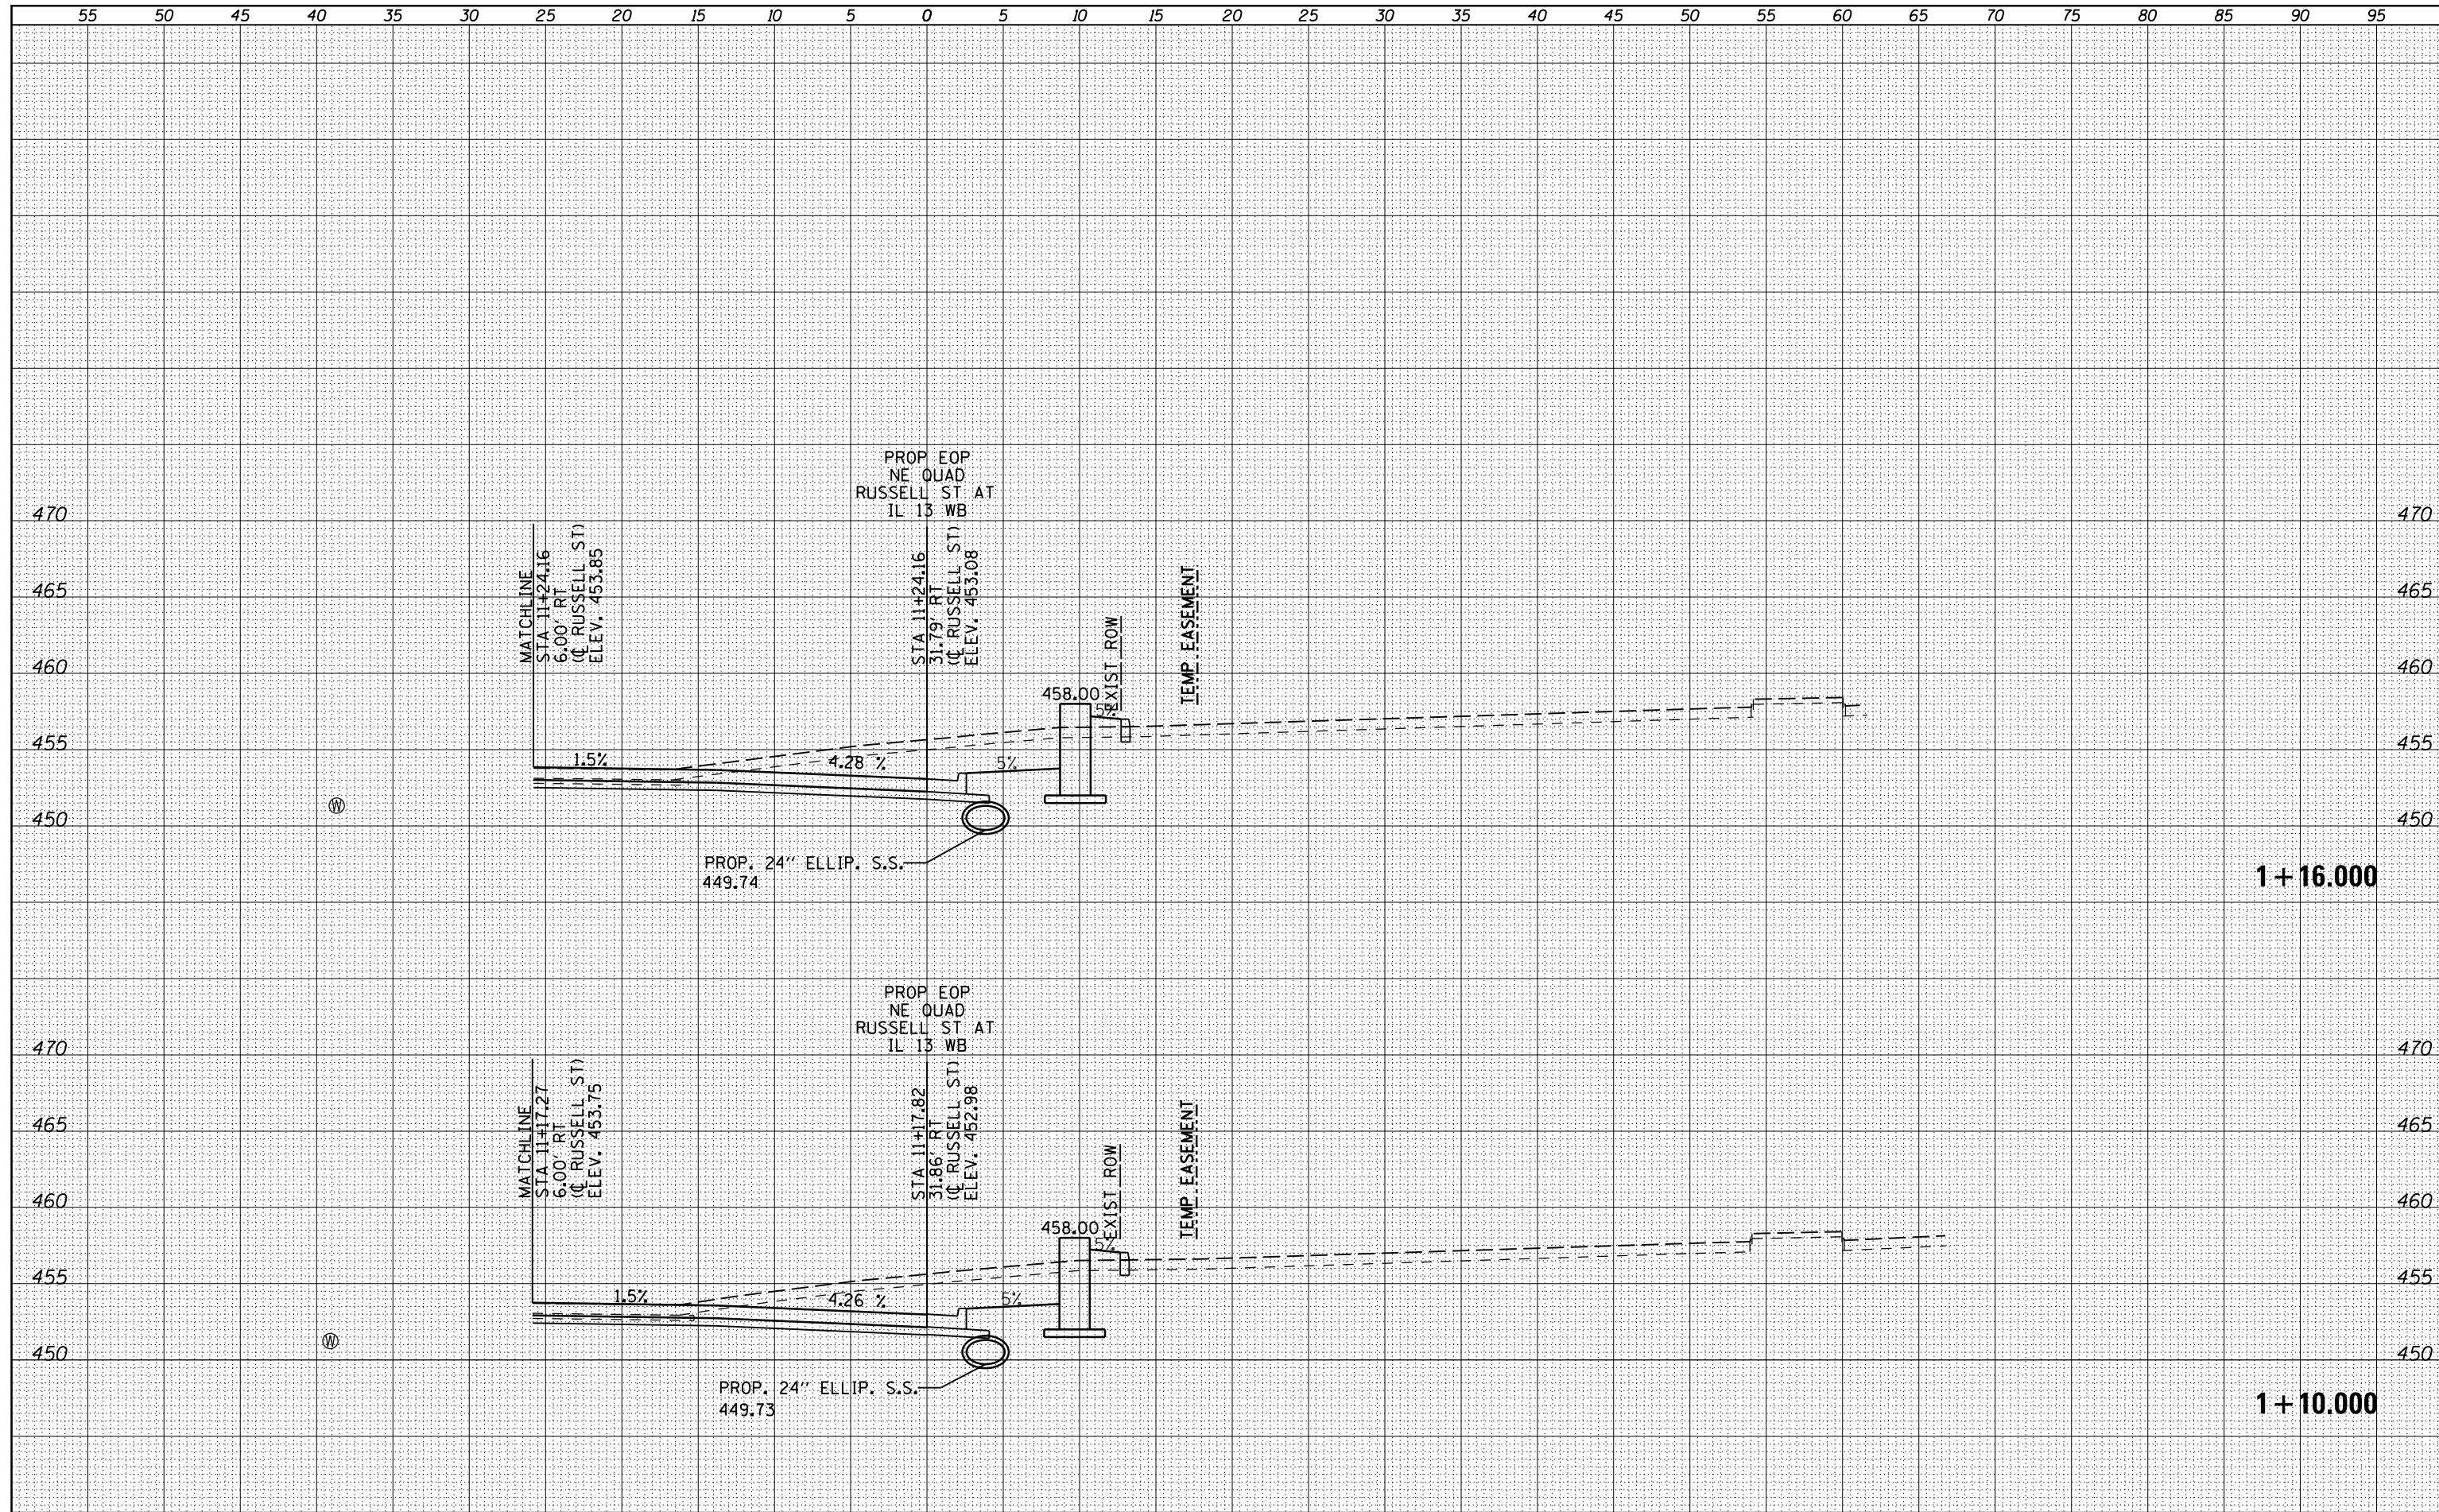 55 50 45 40 35 30 25 20 15 10 5 0 5 10 15 20 25 30 35 40 45 50 55 60 65 70 75 80 85 90 95
PROP EOP
NE QUAD
RUSSELL ST AT
IL 13 WB
470 470
465 465
460 460
455 455
450 450
MATCHLINE
STA 11+24.16
6.00' RT
(℄ RUSSELL ST)
ELEV. 453.85
STA 11+24.16
31.79' RT
(℄ RUSSELL ST)
ELEV. 453.08
EXIST ROW
TEMP. EASEMENT
458.00
5%
1.5%
4.28 %
5%
Ⓦ
PROP. 24" ELLIP. S.S.
449.74
1+16.000
PROP EOP
NE QUAD
RUSSELL ST AT
IL 13 WB
470 470
465 465
460 460
455 455
450 450
MATCHLINE
STA 11+17.27
6.00' RT
(℄ RUSSELL ST)
ELEV. 453.75
STA 11+17.82
31.86' RT
(℄ RUSSELL ST)
ELEV. 452.98
EXIST ROW
TEMP. EASEMENT
458.00
5%
1.5%
4.26 %
5%
Ⓦ
PROP. 24" ELLIP. S.S.
449.73
1+10.000